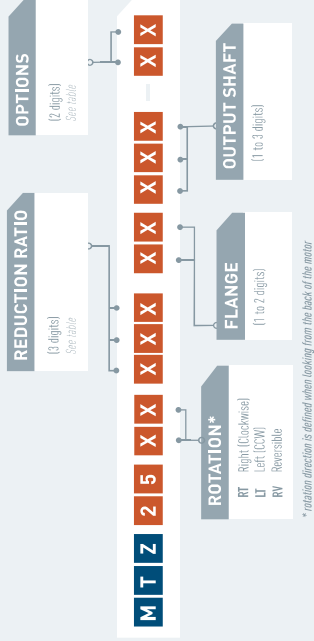 REDUCTION RATIO
(3 digits)
See table
OPTIONS
(2 digits)
See table
M T Z 2 5 X X X X X X X X X X – X X
ROTATION*
RT Right (Clockwise)
LT Left (CCW)
RV Reversible
FLANGE
(1 to 2 digits)
OUTPUT SHAFT
(1 to 3 digits)
* rotation direction is defined when looking from the back of the motor